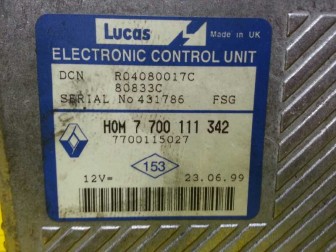 Lucas Made in UK
ELECTRONIC CONTROL UNIT
DCN R04080017C
80833C
SERIAL No 431786 FSG
HOM 7 700 111 342
7700115027
153
12V= 23.06.99